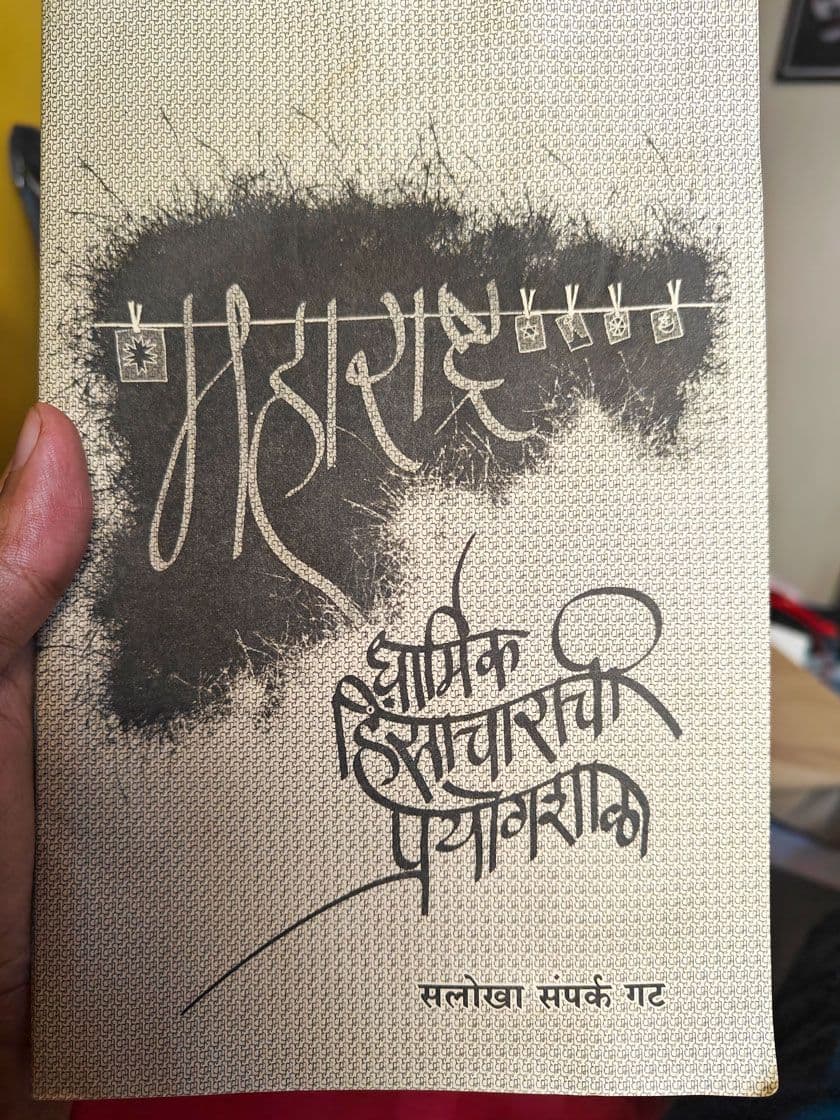 महाराष्ट्र
धार्मिक
हिंसाचाराची
प्रयोगशाळा
सलोखा संपर्क गट